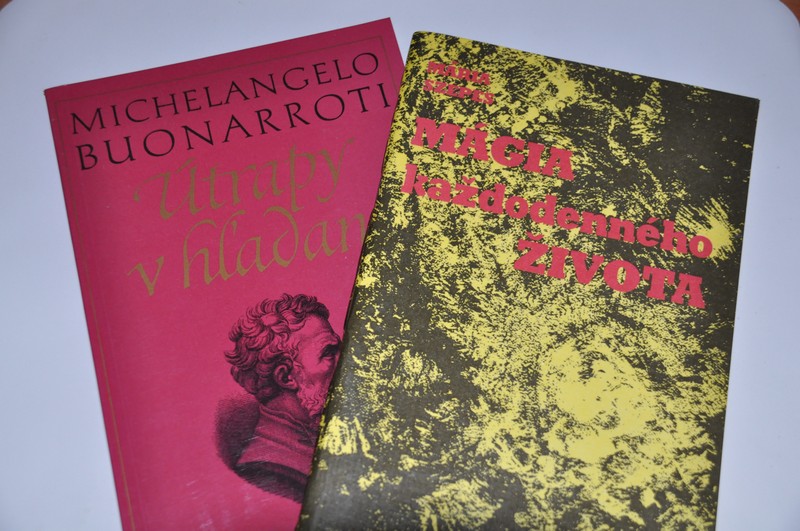 MICHELANGELO
BUONARROTI
Útrapy
v hľadan
MÁRIA
SZEPES
MÁGIA
každodenného
ŽIVOTA